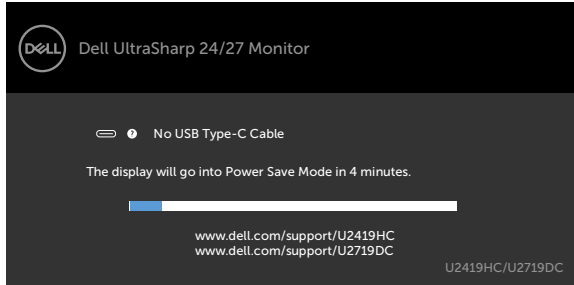 DELL
Dell UltraSharp 24/27 Monitor
? No USB Type-C Cable
The display will go into Power Save Mode in 4 minutes.
www.dell.com/support/U2419HC
www.dell.com/support/U2719DC
U2419HC/U2719DC